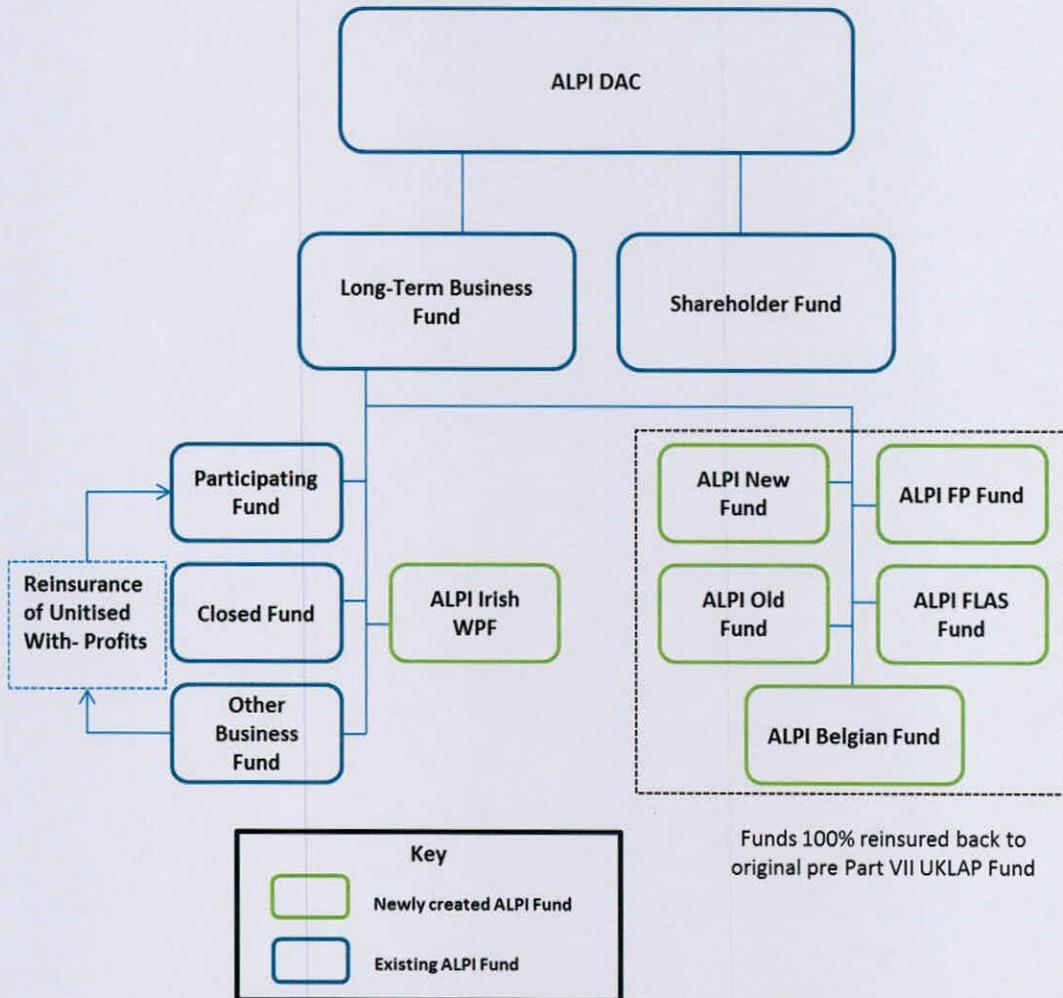 ALPI DAC
Long-Term Business
Fund
Shareholder Fund
Participating
Fund
Reinsurance
of Unitised
With- Profits
Closed Fund
Other
Business
Fund
ALPI Irish
WPF
ALPI New
Fund
ALPI FP Fund
ALPI Old
Fund
ALPI FLAS
Fund
ALPI Belgian Fund
Funds 100% reinsured back to
original pre Part VII UKLAP Fund
Key
Newly created ALPI Fund
Existing ALPI Fund